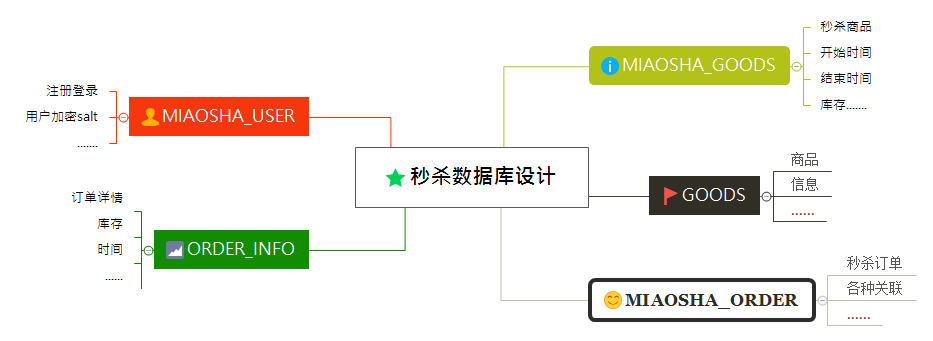 秒杀数据库设计
MIAOSHA_USER
注册登录
用户加密salt
.......
ORDER_INFO
订单详情
库存
时间
......
MIAOSHA_GOODS
秒杀商品
开始时间
结束时间
库存.......
GOODS
商品
信息
......
MIAOSHA_ORDER
秒杀订单
各种关联
......